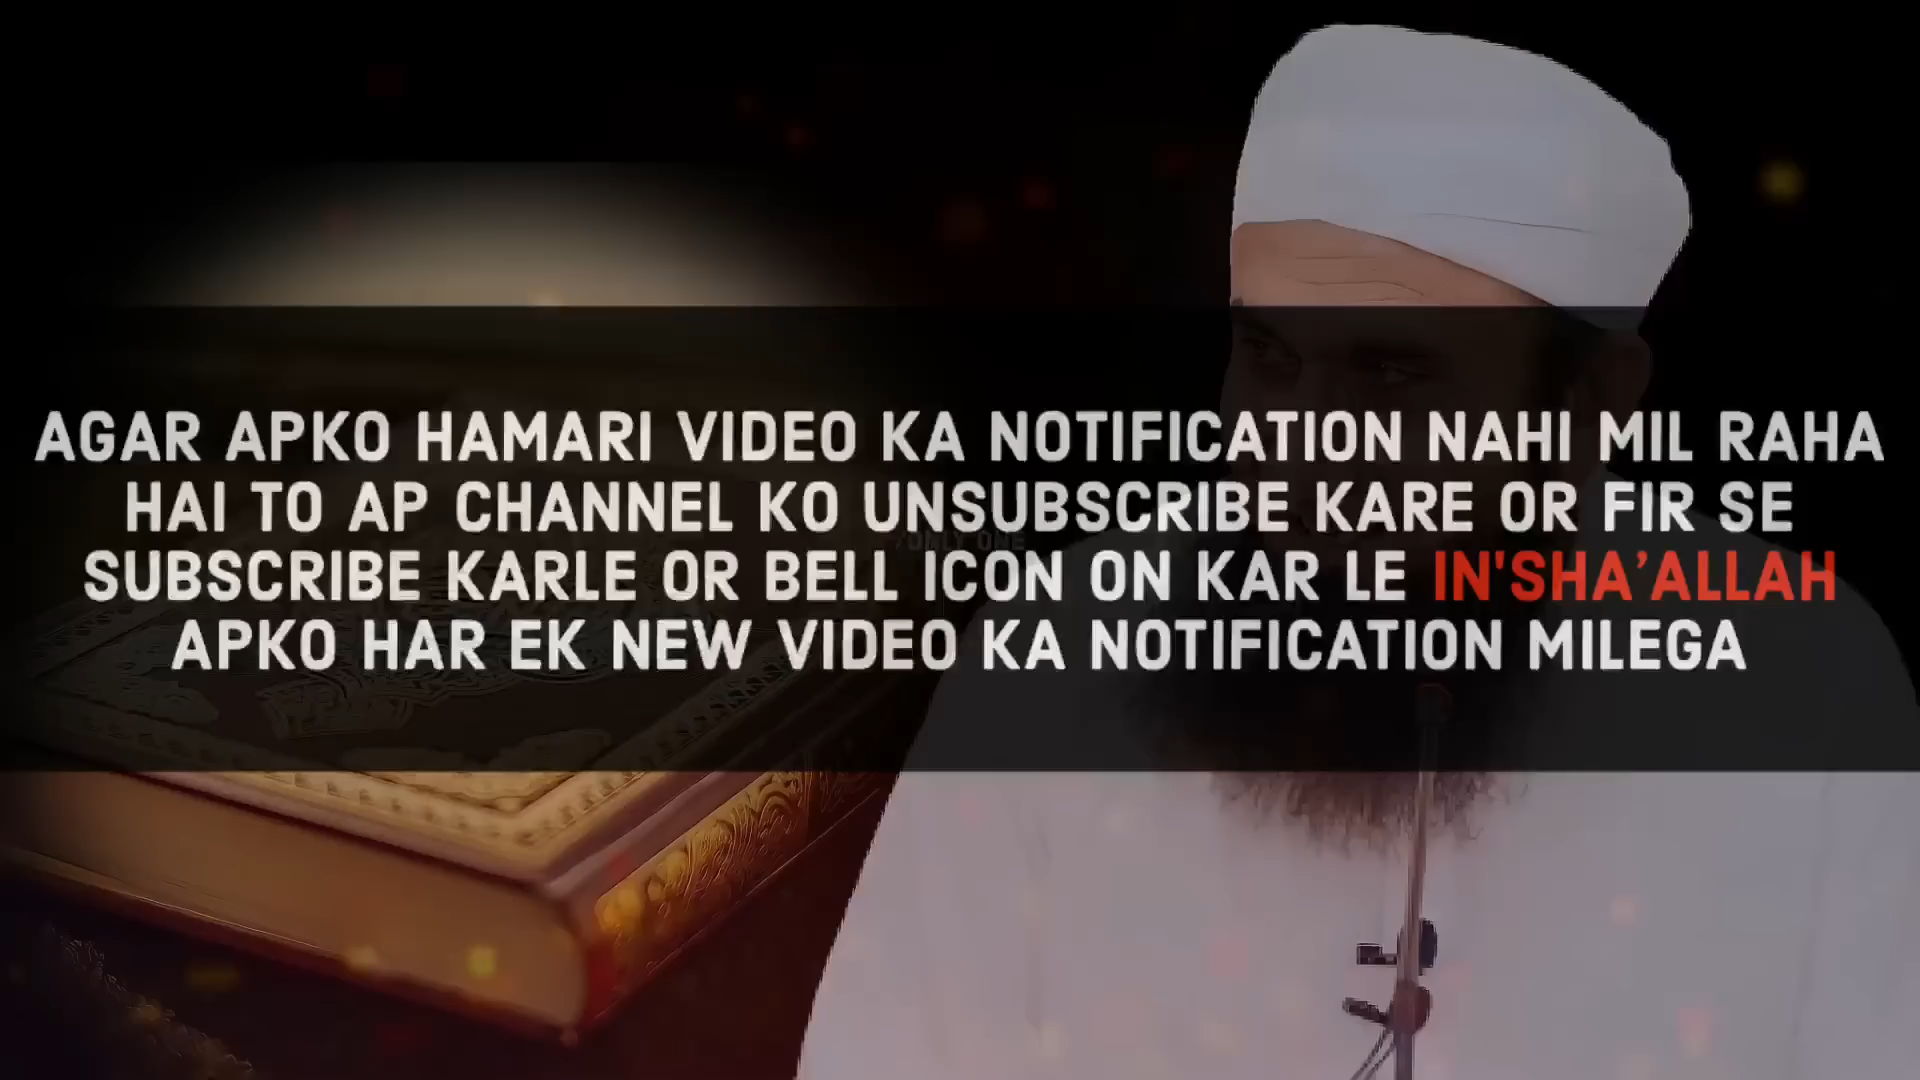 AGAR APKO HAMARI VIDEO KA NOTIFICATION NAHI MIL RAHA
HAI TO AP CHANNEL KO UNSUBSCRIBE KARE OR FIR SE
ONLY ONE
SUBSCRIBE KARLE OR BELL ICON ON KAR LE IN'SHA’ALLAH
APKO HAR EK NEW VIDEO KA NOTIFICATION MILEGA